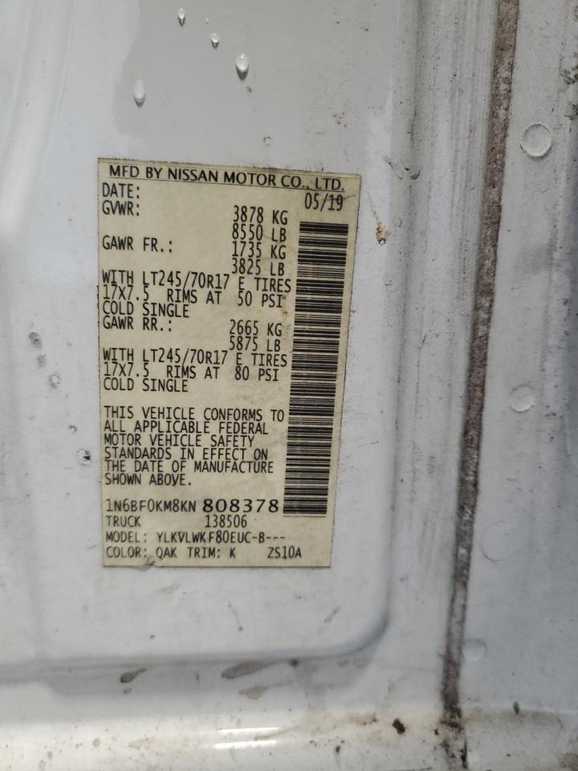 MFD BY NISSAN MOTOR CO., LTD.
DATE: 05/19
GVWR: 3878 KG
8550 LB
GAWR FR.: 1735 KG
3825 LB
WITH LT245/70R17 E TIRES
17X7.5 RIMS AT 50 PSI
COLD SINGLE
GAWR RR.: 2665 KG
5875 LB
WITH LT245/70R17 E TIRES
17X7.5 RIMS AT 80 PSI
COLD SINGLE
THIS VEHICLE CONFORMS TO
ALL APPLICABLE FEDERAL
MOTOR VEHICLE SAFETY
STANDARDS IN EFFECT ON
THE DATE OF MANUFACTURE
SHOWN ABOVE.
1N6BF0KM8KN 808378
TRUCK 138506
MODEL: YLKVLWKF80EUC-B---
COLOR: QAK TRIM: K ZS10A